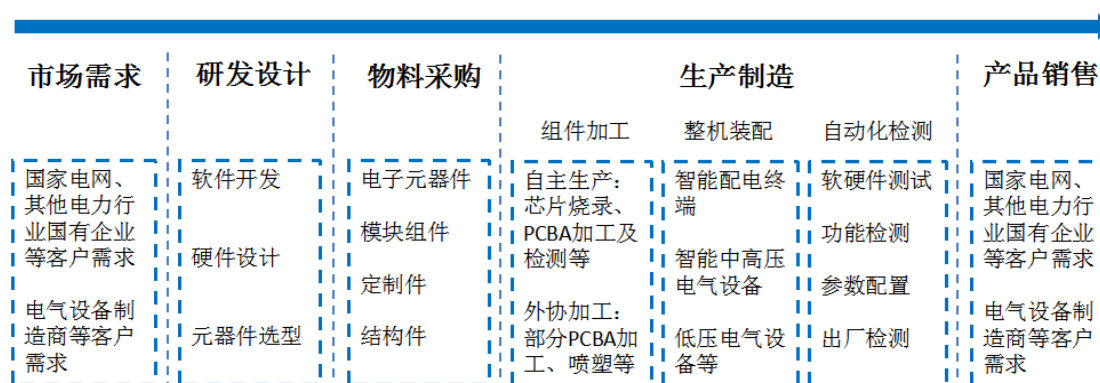 市场需求
研发设计
物料采购
生产制造
产品销售
组件加工
整机装配
自动化检测
国家电网、
其他电力行
业国有企业
等客户需求
电气设备制
造商等客户
需求
软件开发
硬件设计
元器件选型
电子元器件
模块组件
定制件
结构件
自主生产：
芯片烧录、
PCBA加工及
检测等
外协加工：
部分PCBA加
工、喷塑等
智能配电终
端
智能中高压
电气设备
低压电气设
备等
软硬件测试
功能检测
参数配置
出厂检测
国家电网、
其他电力行
业国有企业
等客户需求
电气设备制
造商等客户
需求